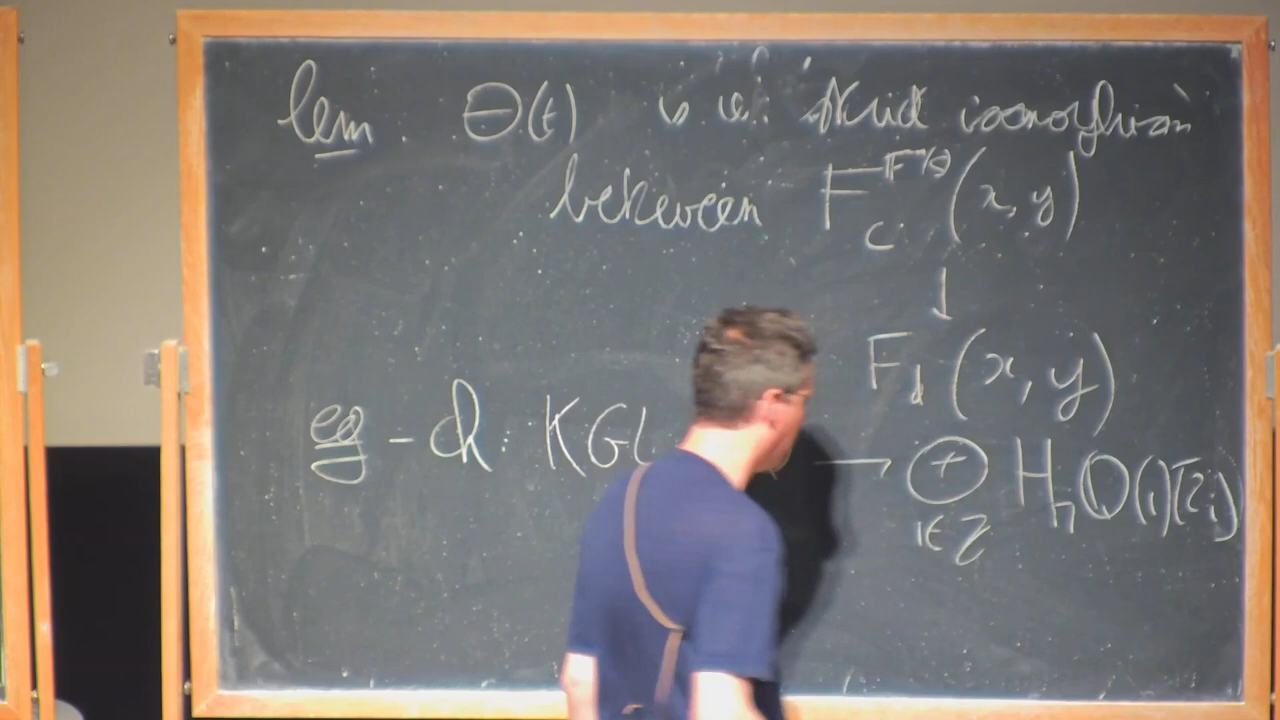 lem. Θ(t) is a strict isomorphism
between F_c (x, y)
↓
F_d (x, y)
eg - ch: KGL → ⊕_{i∈Z} H_η Q(i)[2i]